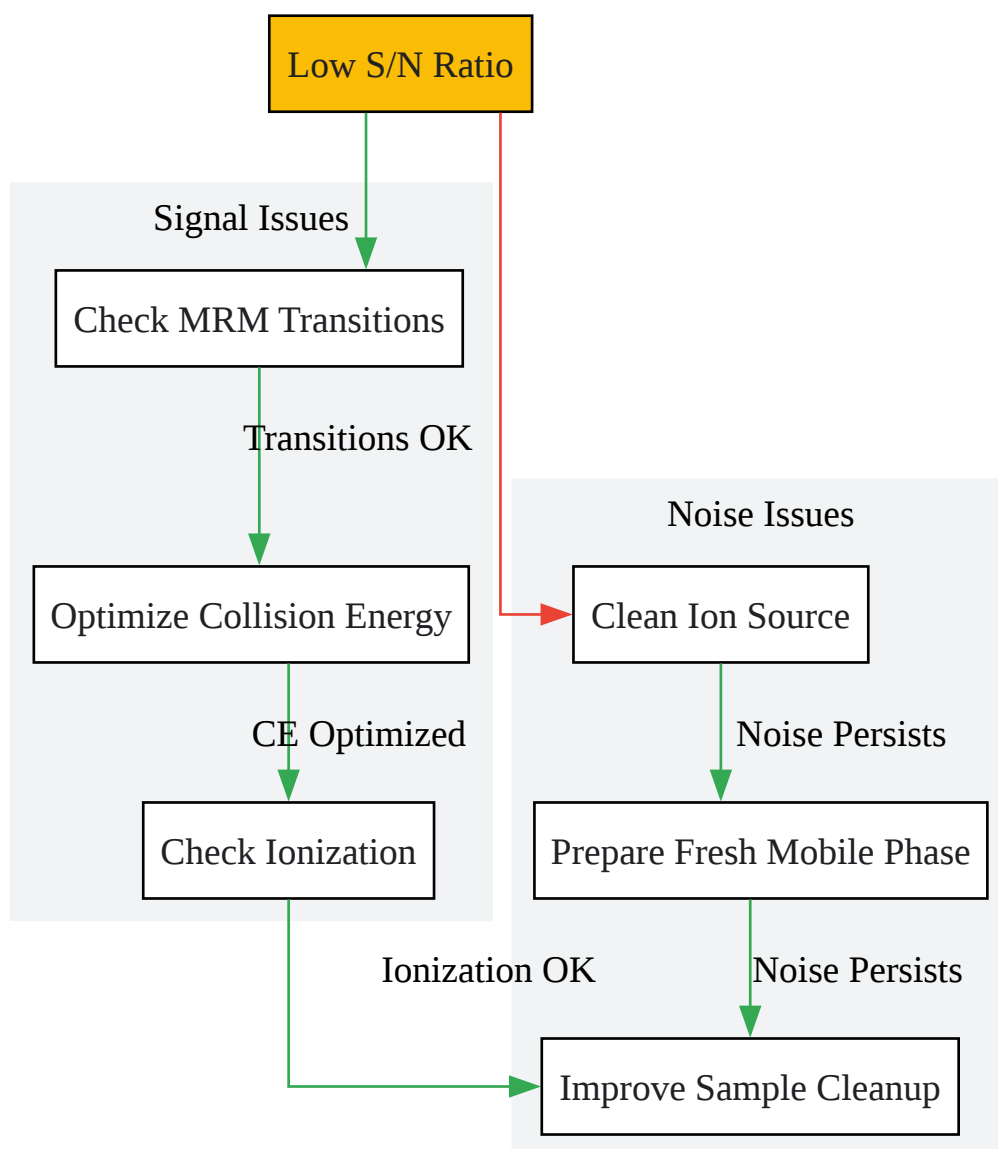 Low S/N Ratio
Signal Issues
Check MRM Transitions
Transitions OK
Optimize Collision Energy
CE Optimized
Check Ionization
Ionization OK
Noise Issues
Clean Ion Source
Noise Persists
Prepare Fresh Mobile Phase
Noise Persists
Improve Sample Cleanup